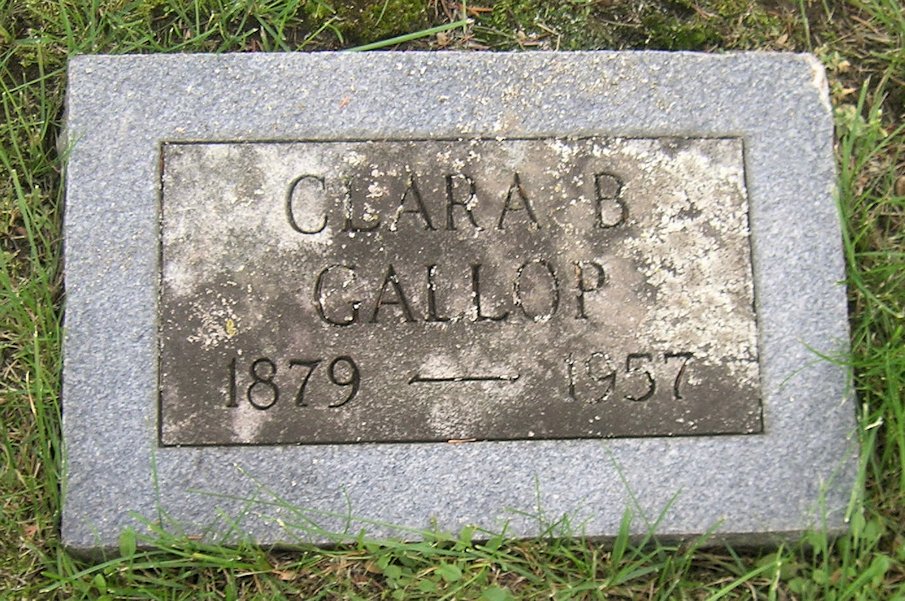 CLARA B
GALLOP
1879 — 1957